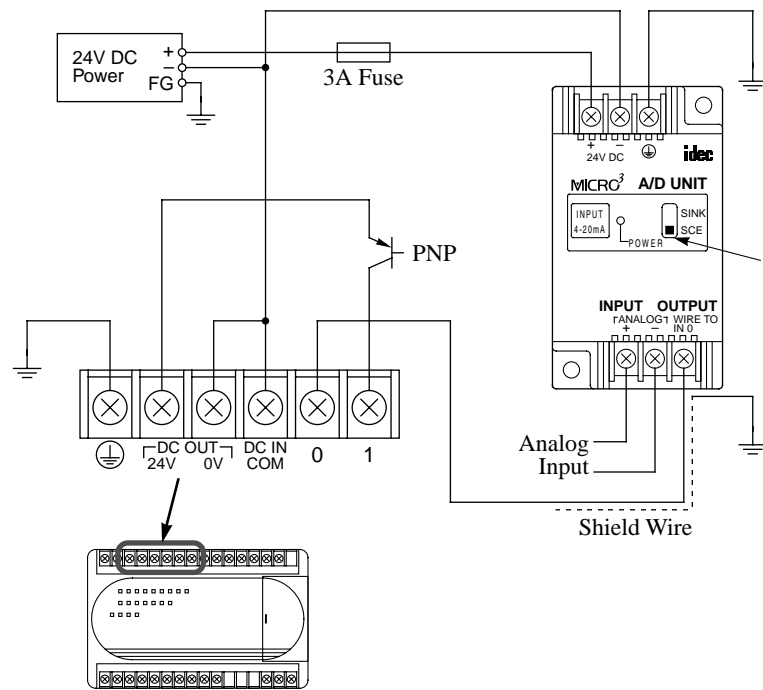 24V DC
Power
+
–
FG
3A Fuse
+
–
24V DC
idec
MICRO3 A/D UNIT
INPUT
4-20mA
POWER
SINK
SCE
PNP
INPUT OUTPUT
ANALOG WIRE TO
+
–
IN 0
DC OUT
24V 0V
DC IN
COM
0
1
Analog
Input
Shield Wire